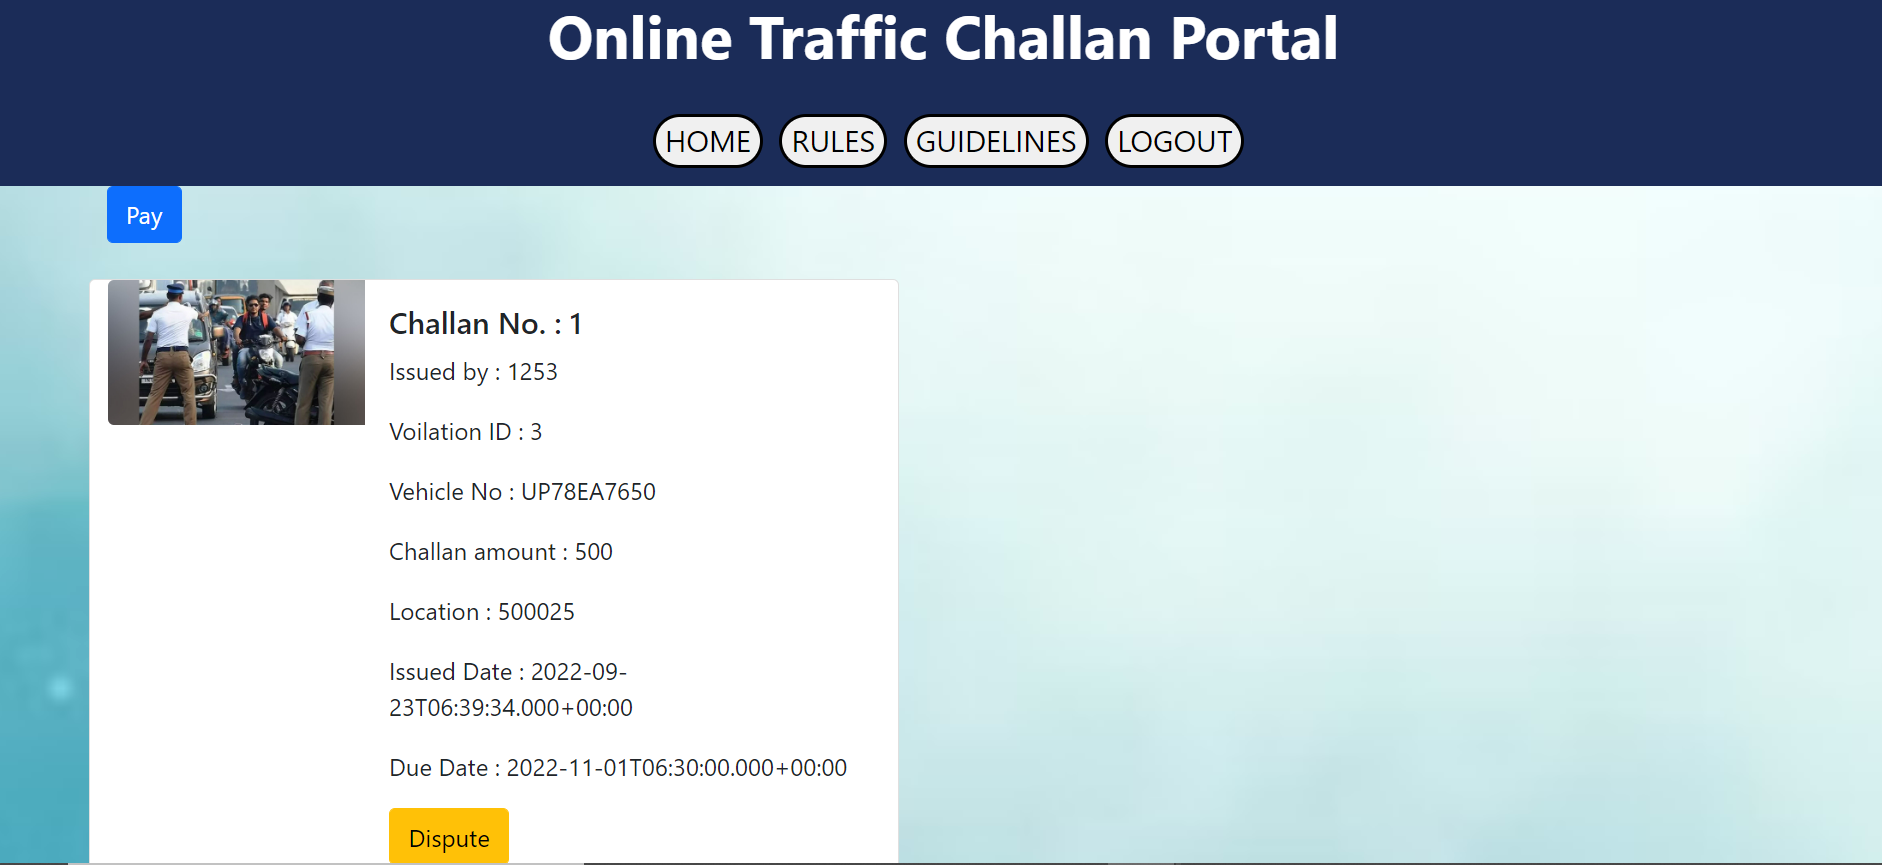 Online Traffic Challan Portal
HOME RULES GUIDELINES LOGOUT
Pay
Challan No. : 1
Issued by : 1253
Voilation ID : 3
Vehicle No : UP78EA7650
Challan amount : 500
Location : 500025
Issued Date : 2022-09-
23T06:39:34.000+00:00
Due Date : 2022-11-01T06:30:00.000+00:00
Dispute